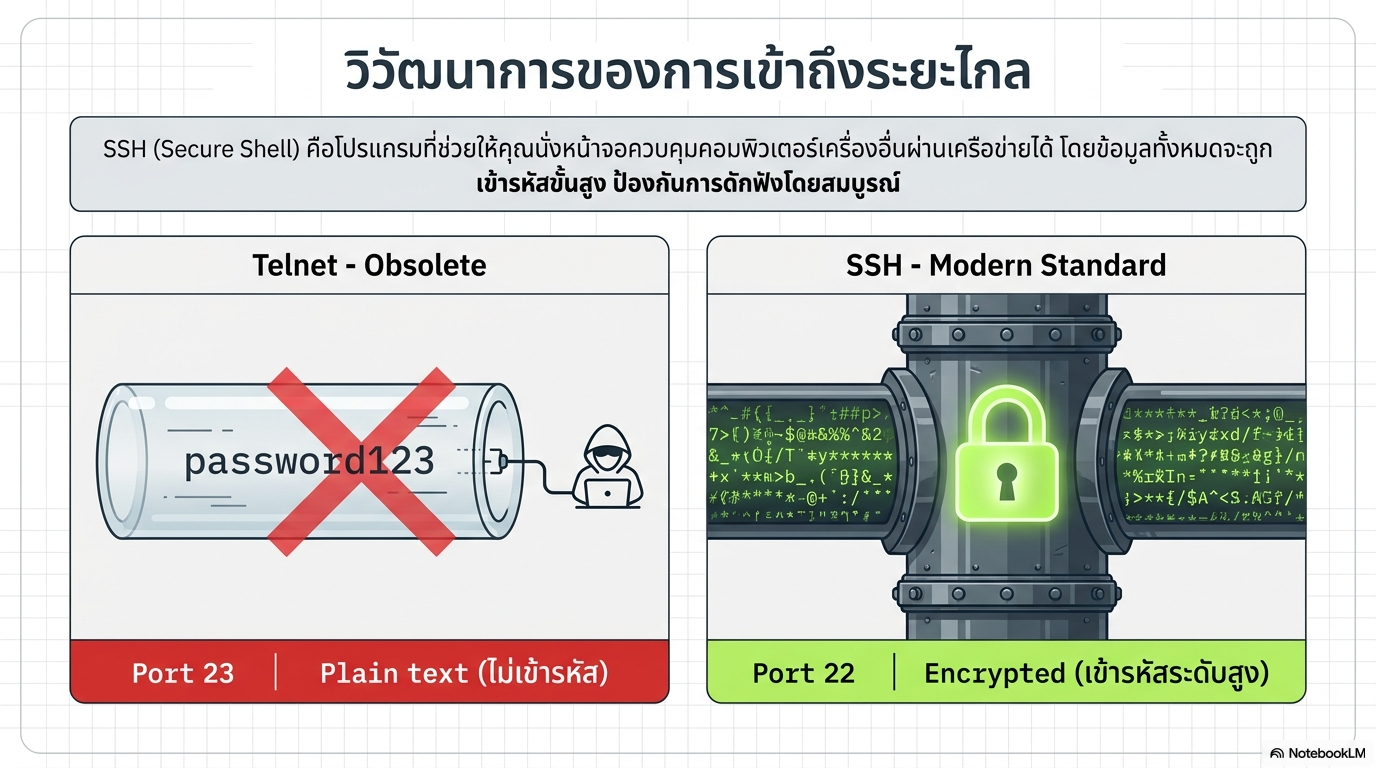 วิวัฒนาการของการเข้าถึงระยะไกล
SSH (Secure Shell) คือโปรแกรมที่ช่วยให้คุณนั่งหน้าจอควบคุมคอมพิวเตอร์เครื่องอื่นผ่านเครือข่ายได้ โดยข้อมูลทั้งหมดจะถูก
เข้ารหัสขั้นสูง ป้องกันการดักฟังโดยสมบูรณ์
Telnet - Obsolete
password123
Port 23 | Plain text (ไม่เข้ารหัส)
SSH - Modern Standard
Port 22 | Encrypted (เข้ารหัสระดับสูง)
NotebookLM